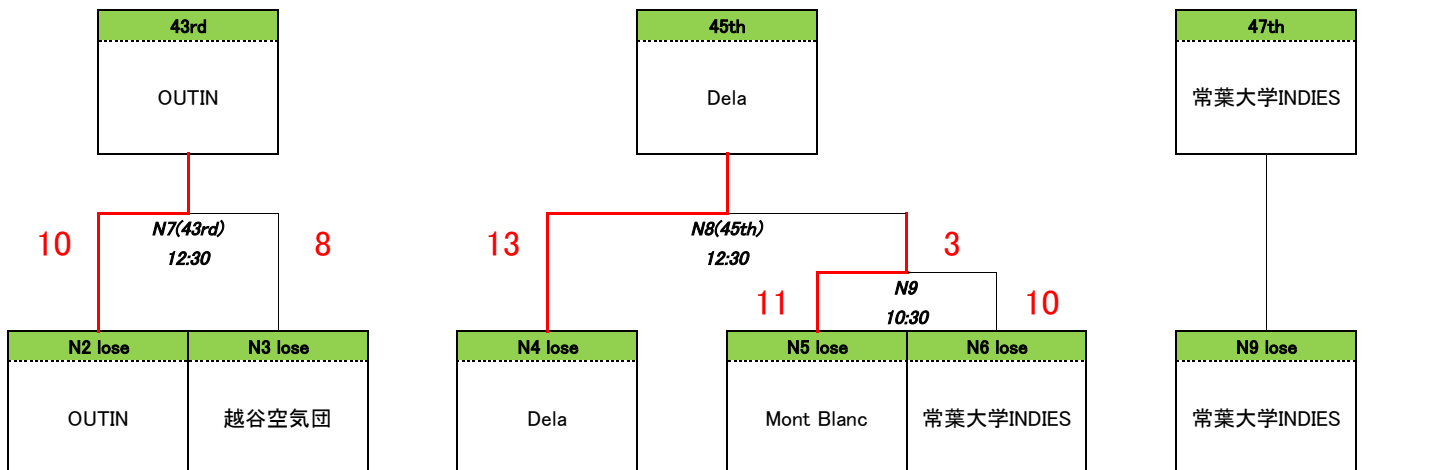 43rd
45th
47th
OUTIN
Dela
常葉大学INDIES
N7(43rd)
12:30
10
8
N8(45th)
12:30
13
3
N9
10:30
11
10
N2 lose
N3 lose
N4 lose
N5 lose
N6 lose
N9 lose
OUTIN
越谷空気団
Dela
Mont Blanc
常葉大学INDIES
常葉大学INDIES